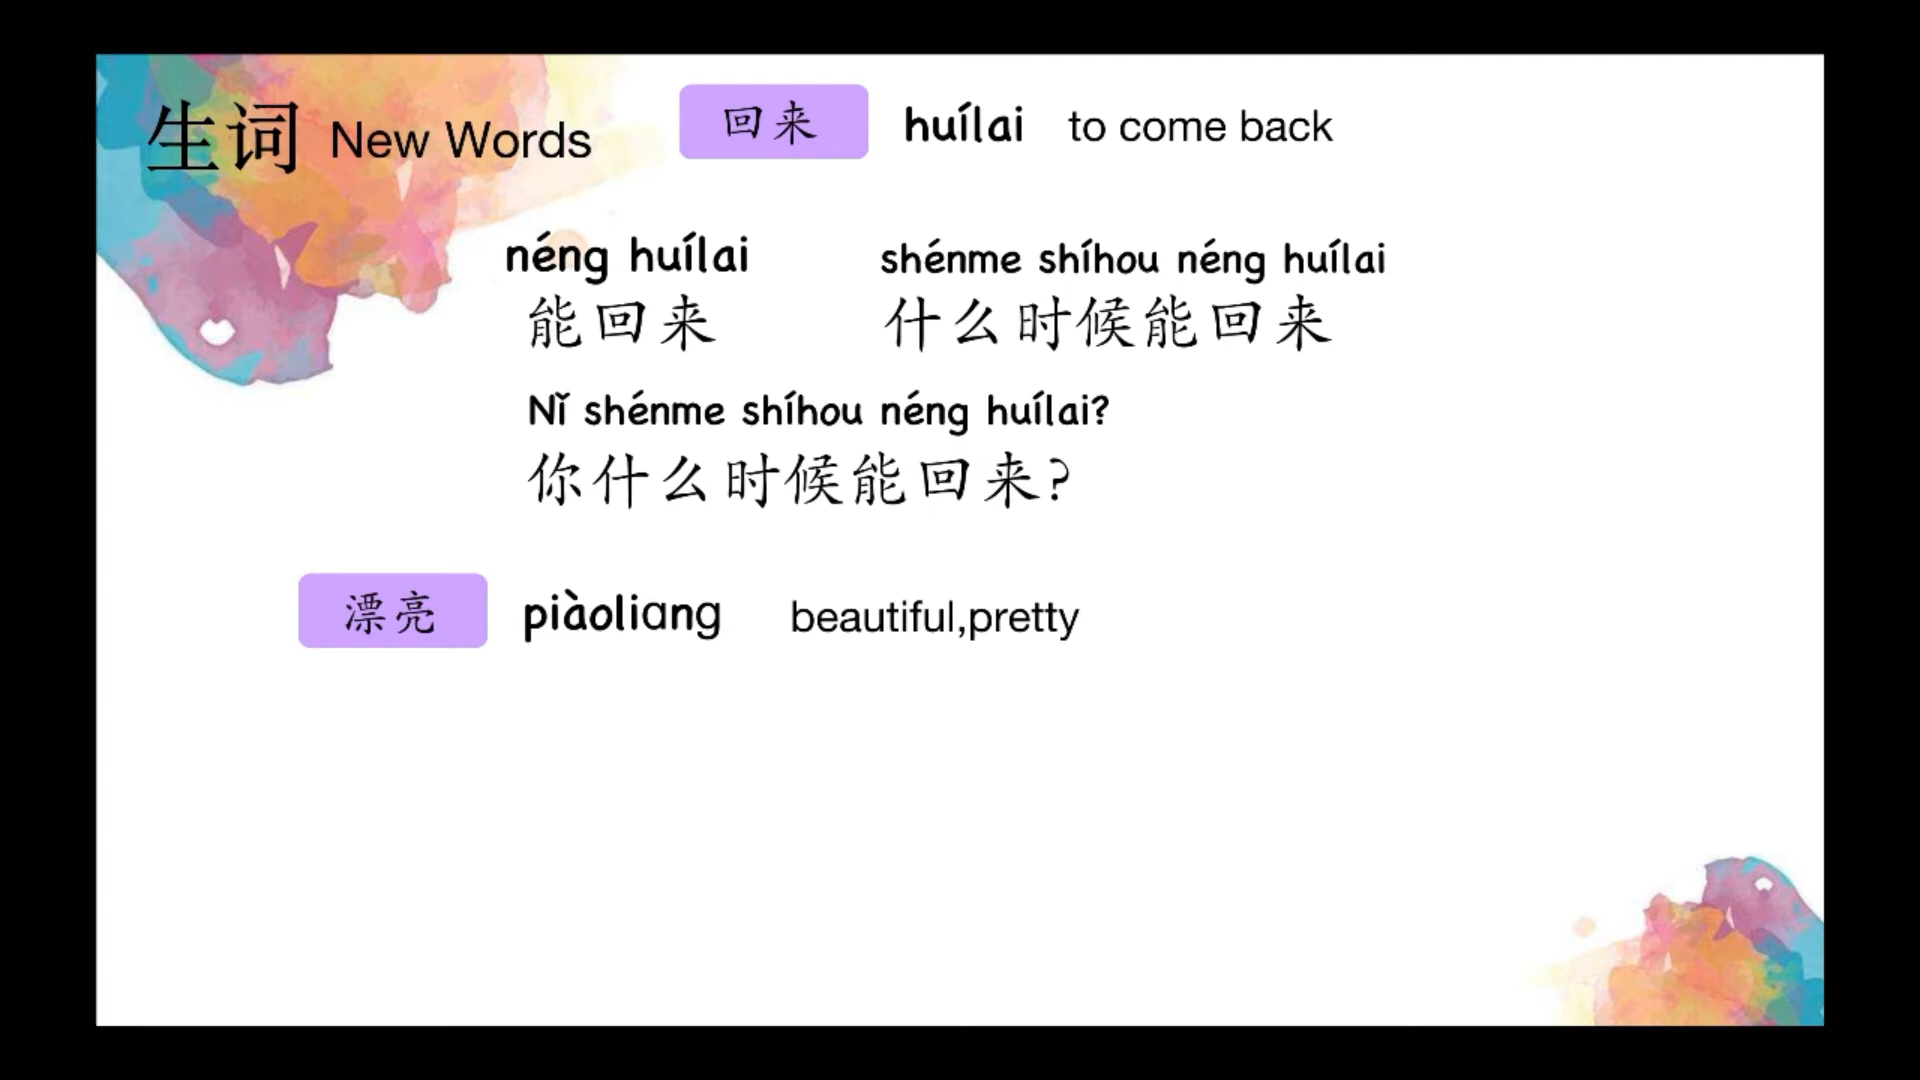 生词 New Words
回来 huílai to come back
néng huílai shénme shíhou néng huílai
能回来 什么时候能回来
Nǐ shénme shíhou néng huílai?
你什么时候能回来?
漂亮 piàoliang beautiful,pretty